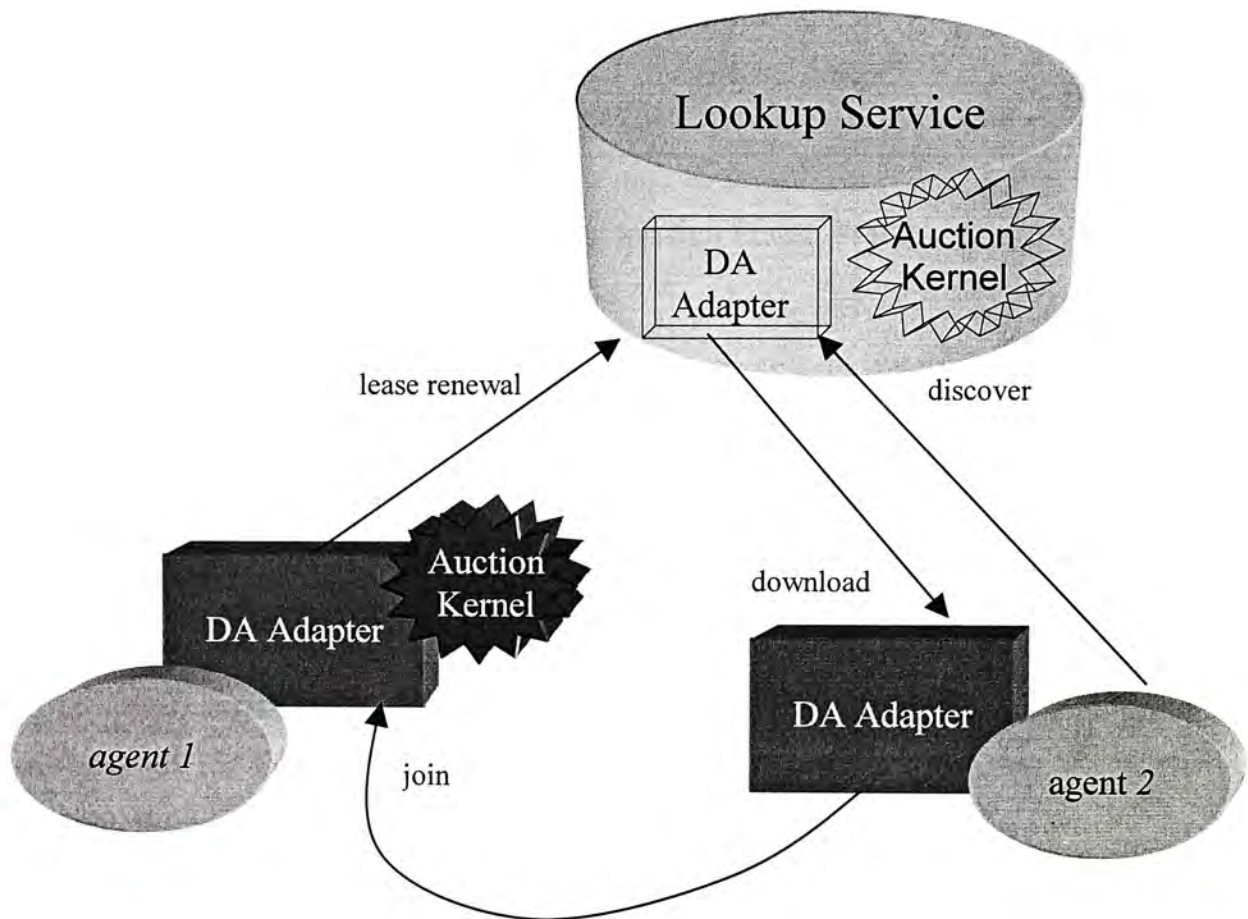 Lookup Service
DA
Adapter
Auction
Kernel
lease renewal
discover
Auction
Kernel
DA Adapter
download
DA Adapter
agent 1
join
agent 2